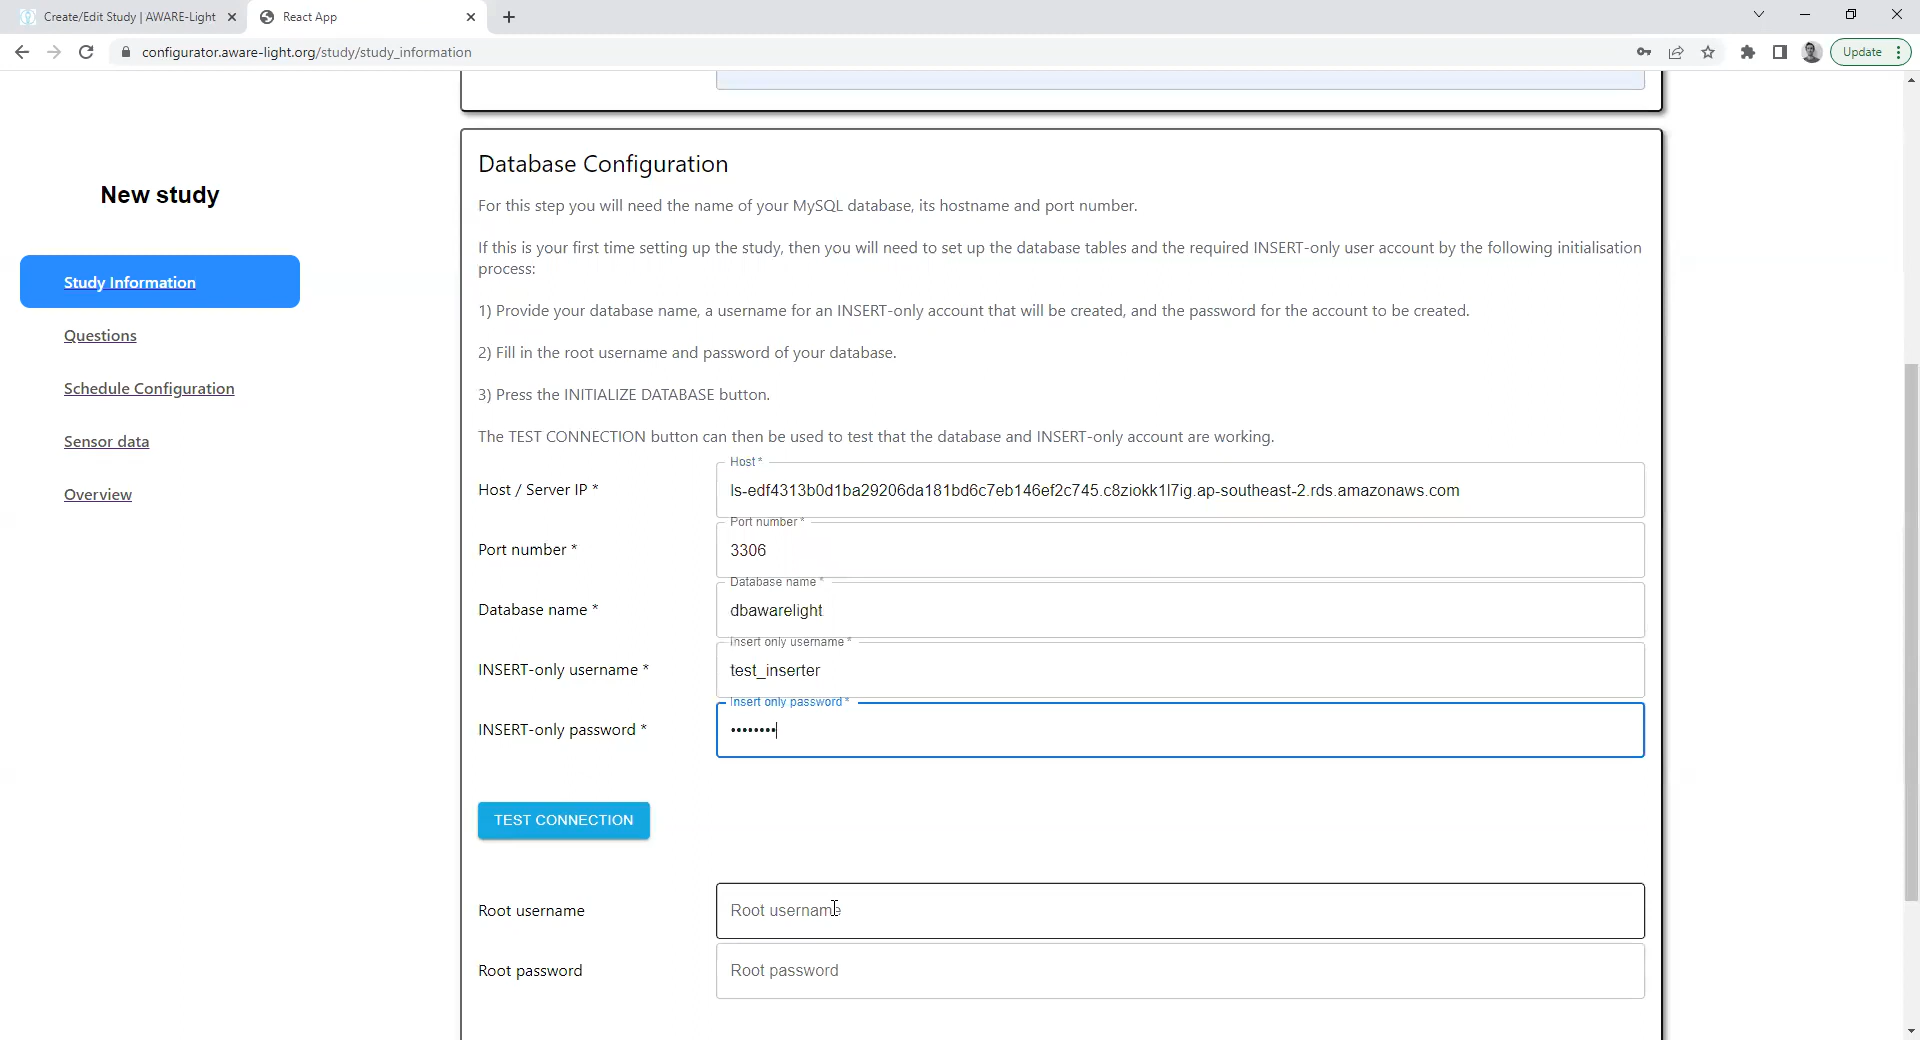 Create/Edit Study | AWARE-Light
React App
configurator.aware-light.org/study/study_information
Update
New study
Study Information
Questions
Schedule Configuration
Sensor data
Overview
Database Configuration
For this step you will need the name of your MySQL database, its hostname and port number.
If this is your first time setting up the study, then you will need to set up the database tables and the required INSERT-only user account by the following initialisation
process:
1) Provide your database name, a username for an INSERT-only account that will be created, and the password for the account to be created.
2) Fill in the root username and password of your database.
3) Press the INITIALIZE DATABASE button.
The TEST CONNECTION button can then be used to test that the database and INSERT-only account are working.
Host *
Host / Server IP *
ls-edf4313b0d1ba29206da181bd6c7eb146ef2c745.c8ziokk1l7ig.ap-southeast-2.rds.amazonaws.com
Port number *
Port number *
3306
Database name *
Database name *
dbawarelight
Insert only username *
INSERT-only username *
test_inserter
Insert only password *
INSERT-only password *
••••••••
TEST CONNECTION
Root username
Root username
Root password
Root password